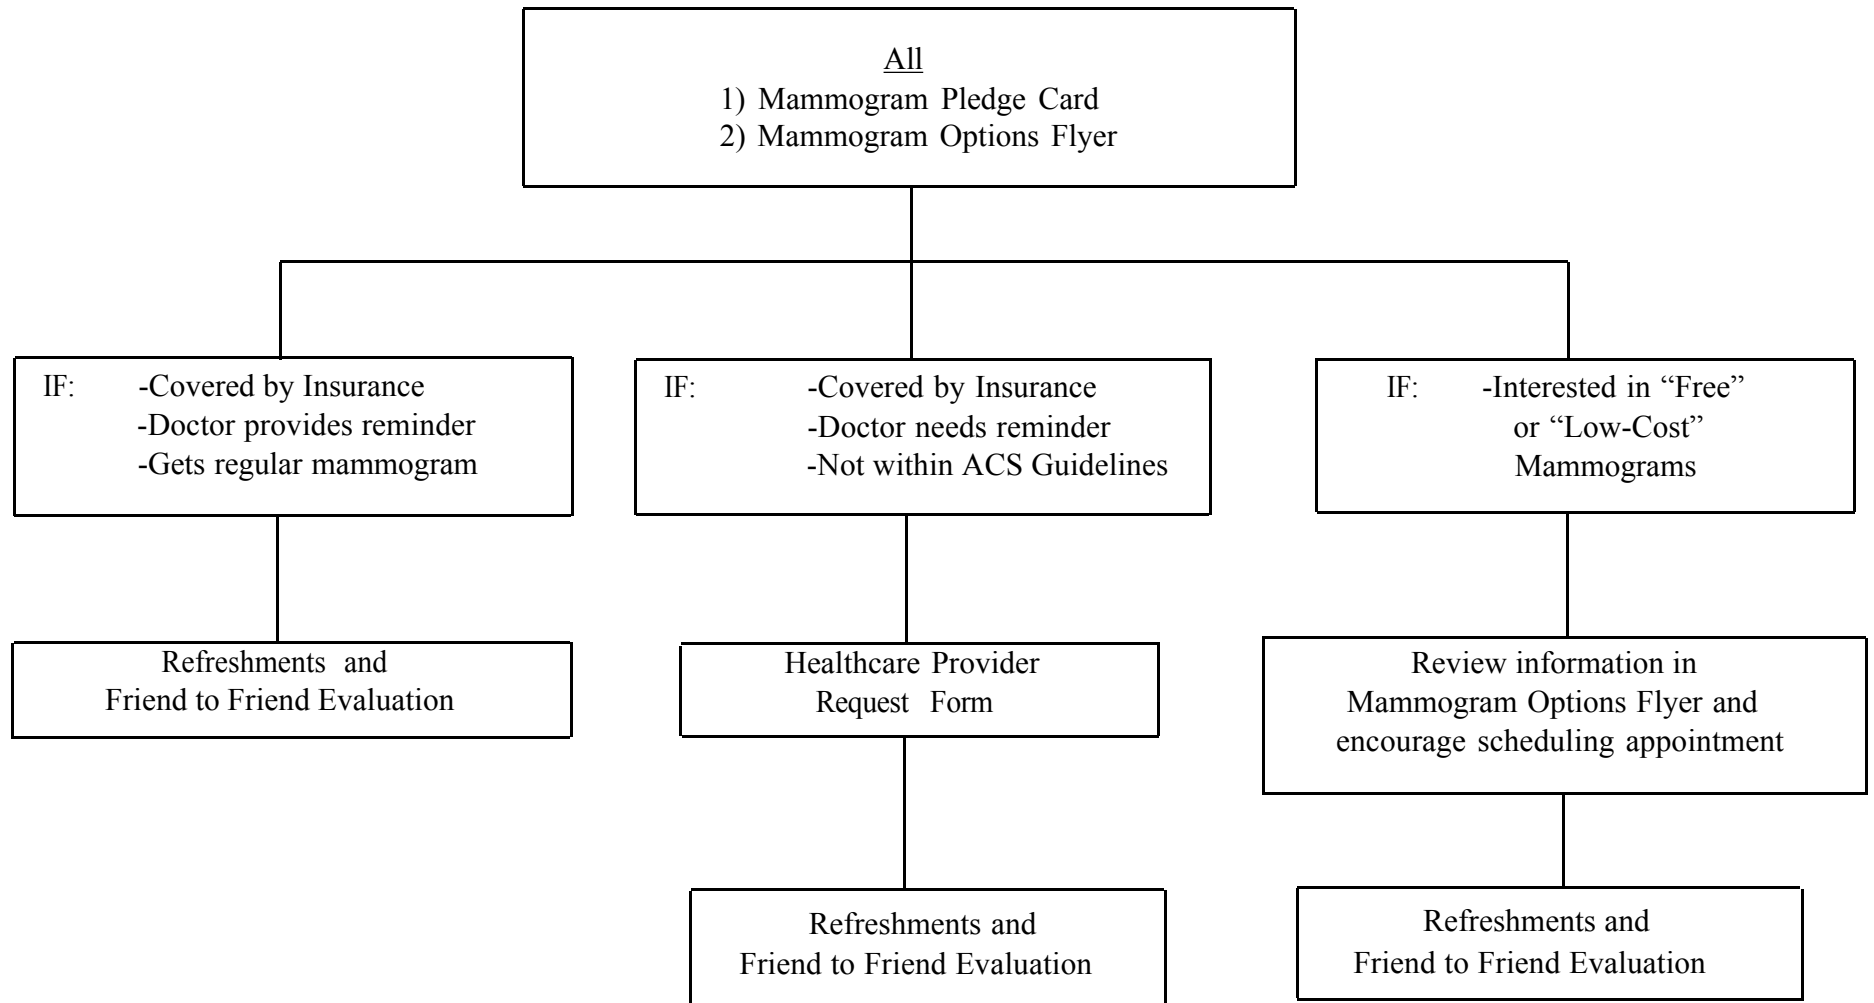 All
1) Mammogram Pledge Card
2) Mammogram Options Flyer
IF: -Covered by Insurance
-Doctor provides reminder
-Gets regular mammogram
IF: -Covered by Insurance
-Doctor needs reminder
-Not within ACS Guidelines
IF: -Interested in “Free”
or “Low-Cost”
Mammograms
Refreshments and
Friend to Friend Evaluation
Healthcare Provider
Request Form
Review information in
Mammogram Options Flyer and
encourage scheduling appointment
Refreshments and
Friend to Friend Evaluation
Refreshments and
Friend to Friend Evaluation